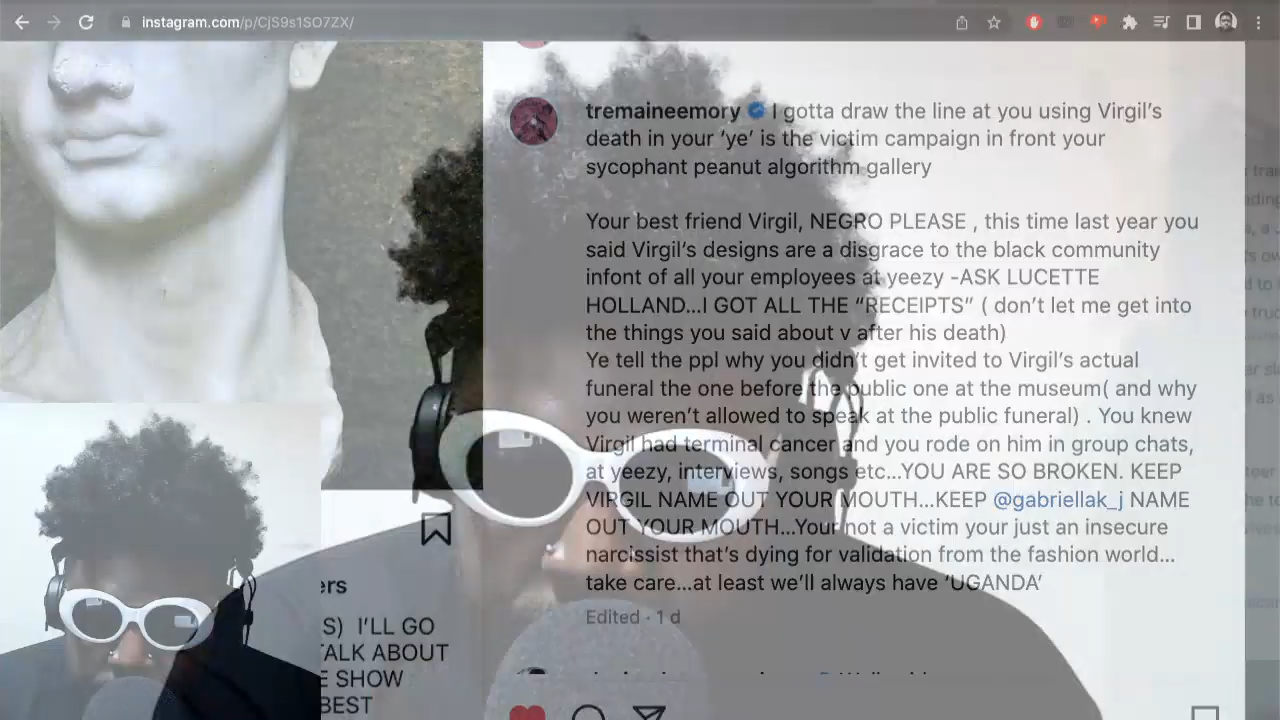 instagram.com/p/CjS9s1SO7ZX/
tremaineemory I gotta draw the line at you using Virgil's
death in your 'ye' is the victim campaign in front your
sycophant peanut algorithm gallery
Your best friend Virgil, NEGRO PLEASE , this time last year you
said Virgil's designs are a disgrace to the black community
infont of all your employees at yeezy -ASK LUCETTE
HOLLAND...I GOT ALL THE "RECEIPTS" ( don't let me get into
the things you said about v after his death)
Ye tell the ppl why you didn't get invited to Virgil's actual
funeral the one before the public one at the museum( and why
you weren't allowed to speak at the public funeral) . You knew
Virgil had terminal cancer and you rode on him in group chats,
at yeezy, interviews, songs etc...YOU ARE SO BROKEN. KEEP
VIRGIL NAME OUT YOUR MOUTH...KEEP @gabriellak_j NAME
OUT YOUR MOUTH...Your not a victim your just an insecure
narcissist that's dying for validation from the fashion world...
take care...at least we'll always have 'UGANDA'
Edited · 1 d
ers
S) I'LL GO
TALK ABOUT
E SHOW
BEST